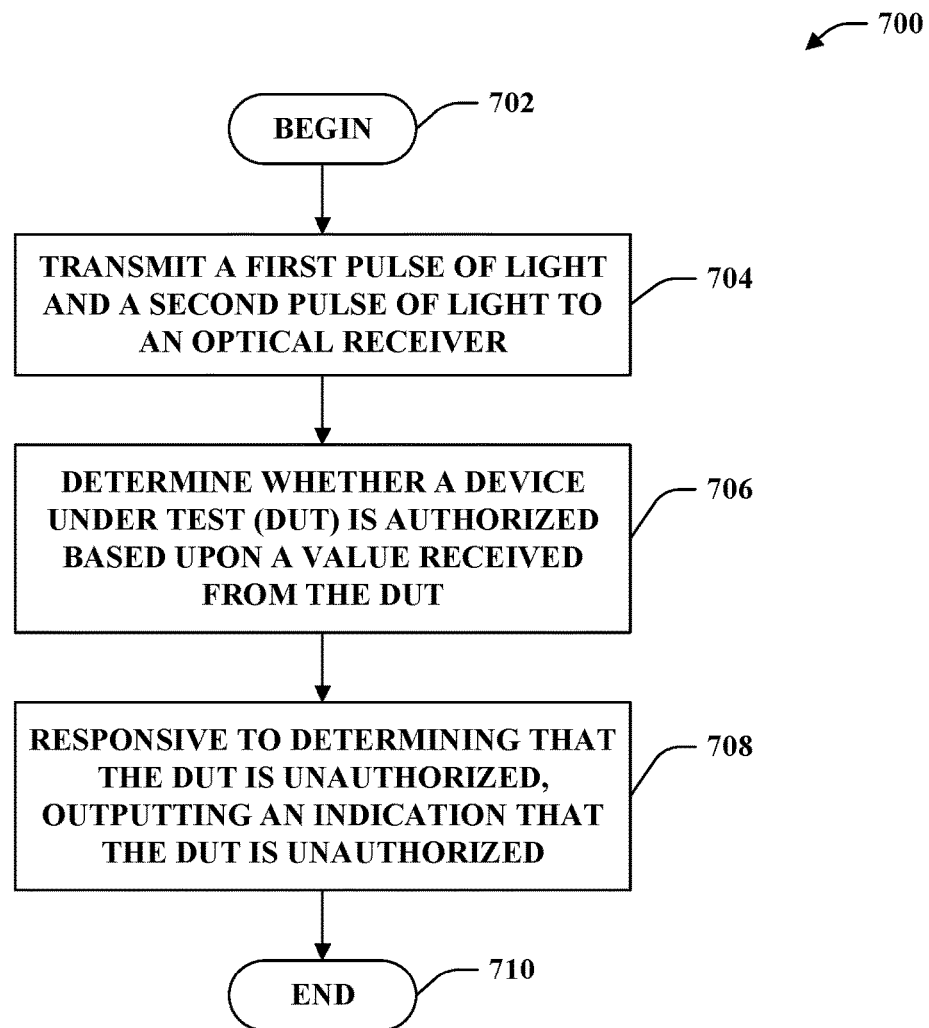 700
BEGIN
702
TRANSMIT A FIRST PULSE OF LIGHT
AND A SECOND PULSE OF LIGHT TO
AN OPTICAL RECEIVER
704
DETERMINE WHETHER A DEVICE
UNDER TEST (DUT) IS AUTHORIZED
BASED UPON A VALUE RECEIVED
FROM THE DUT
706
RESPONSIVE TO DETERMINING THAT
THE DUT IS UNAUTHORIZED,
OUTPUTTING AN INDICATION THAT
THE DUT IS UNAUTHORIZED
708
END
710